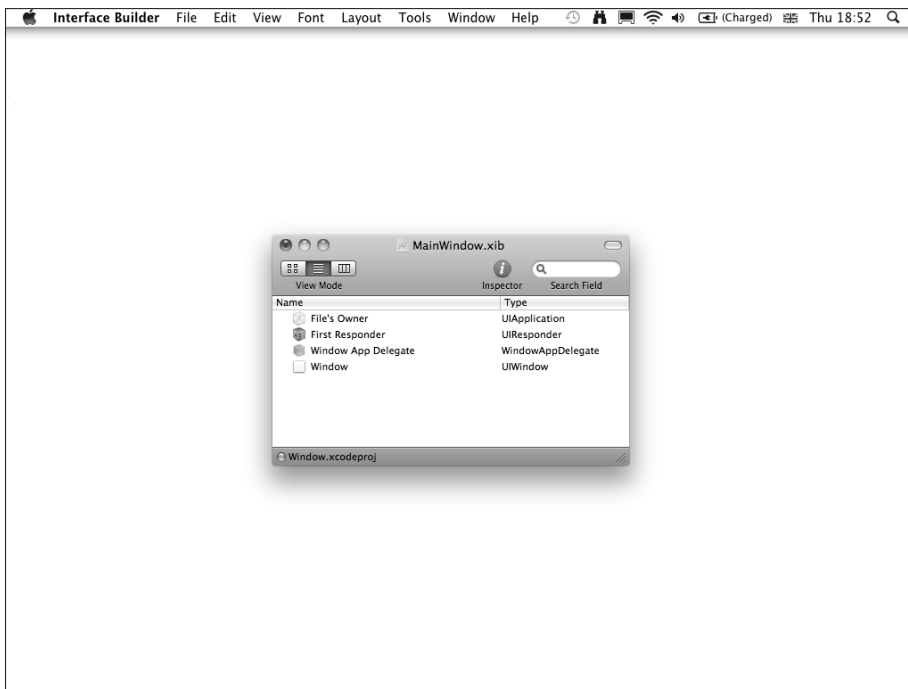 Interface Builder File Edit View Font Layout Tools Window Help (Charged) Thu 18:52
MainWindow.xib
View Mode Inspector Search Field
Name Type
File's Owner UIApplication
First Responder UIResponder
Window App Delegate WindowAppDelegate
Window UIWindow
Window.xcodeproj